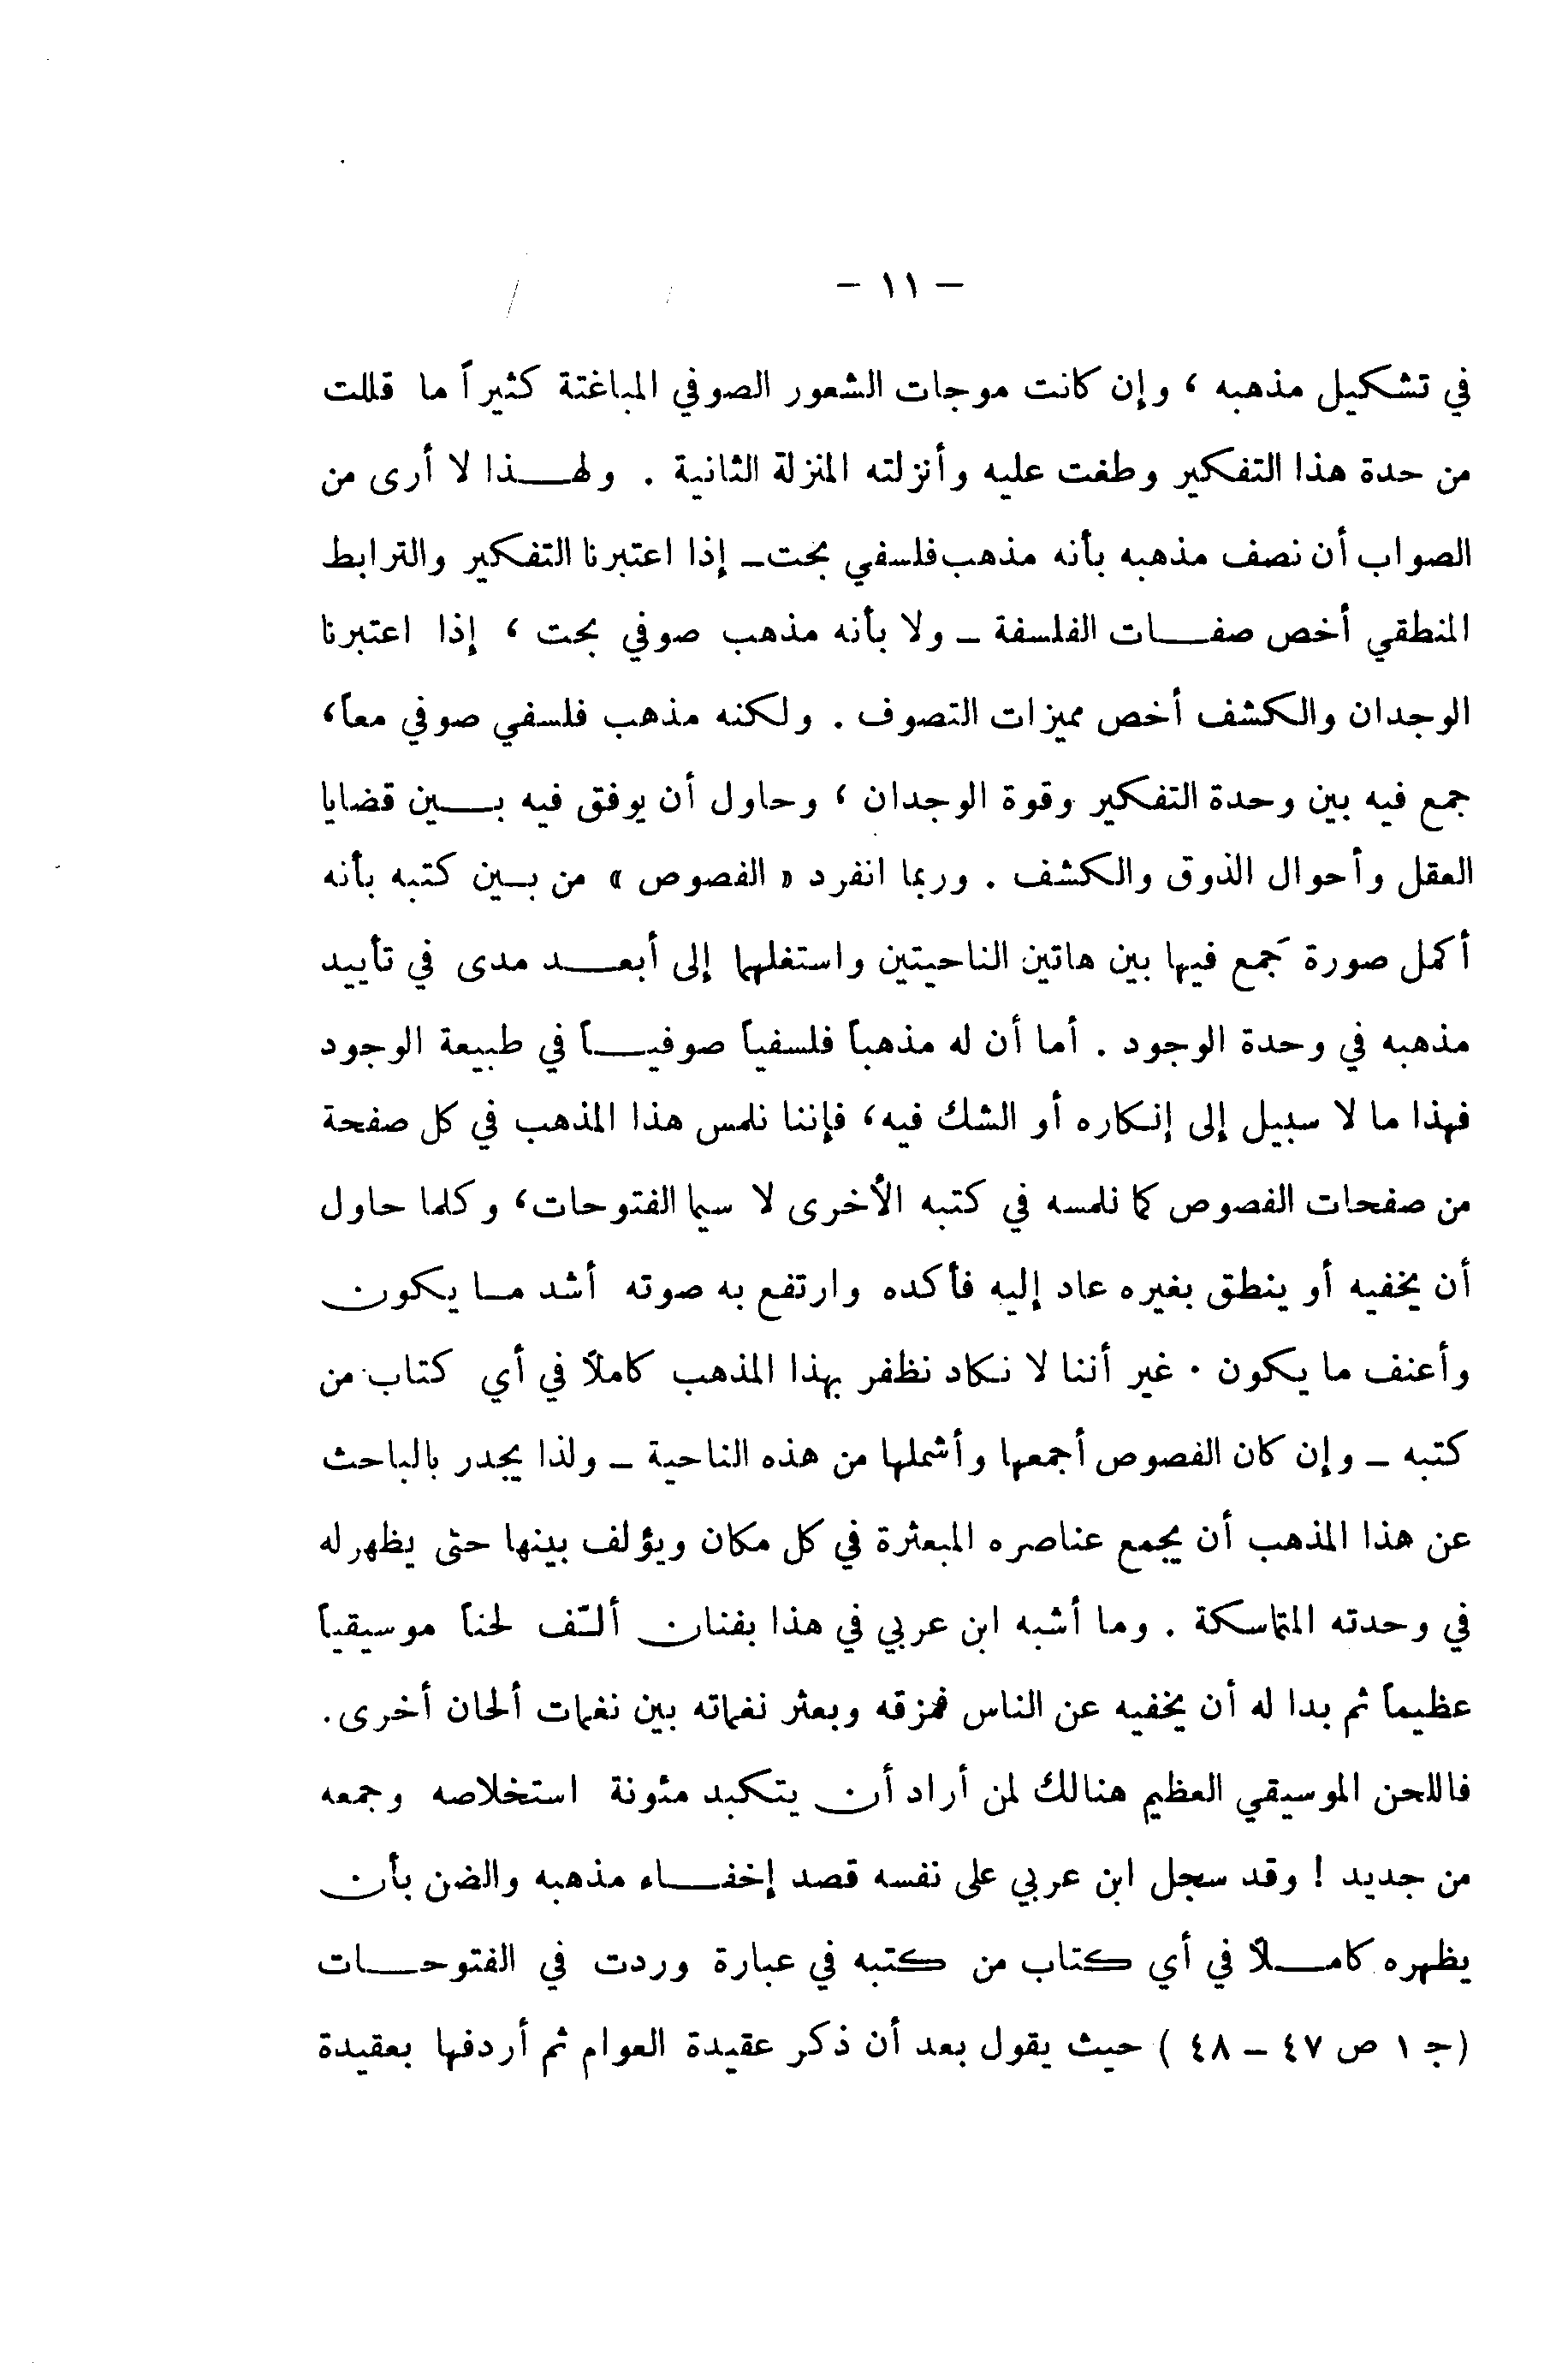 — ١١ —
في تشكيل مذهبه ، وإن كانت موجات الشعور الصوفي المباغتة كثيراً ما قللت
من حدة هذا التفكير وطغت عليه وأنزلته المنزلة الثانية . ولهـــذا لا أرى من
الصواب أن نصف مذهبه بأنه مذهب فلسفي بحت – إذا اعتبرنا التفكير والترابط
المنطقي أخص صفـــات الفلسفة – ولا بأنه مذهب صوفي بحت ، إذا اعتبرنا
الوجدان والكشف أخص مميزات التصوف . ولكنه مذهب فلسفي صوفي معاً ،
جمع فيه بين وحدة التفكير وقوة الوجدان ، وحاول أن يوفق فيه بـــين قضايا
العقل وأحوال الذوق والكشف . وربما انفرد « الفصوص » من بـــين كتبه بأنه
أكمل صورة جَمع فيها بين هاتين الناحيتين واستغلهما إلى أبعـــد مدى في تأييد
مذهبه في وحدة الوجود . أما أن له مذهباً فلسفياً صوفيـــاً في طبيعة الوجود
فهذا ما لا سبيل إلى إنكاره أو الشك فيه ، فإننا نلمس هذا المذهب في كل صفحة
من صفحات الفصوص كما نلمسه في كتبه الأخرى لا سيما الفتوحات ، وكلما حاول
أن يخفيه أو ينطق بغيره عاد إليه فأكده وارتفع به صوته أشد مـا يكون
وأعنف ما يكون . غير أننا لا نكاد نظفر بهذا المذهب كاملاً في أي كتاب من
كتبه – وإن كان الفصوص أجمعها وأشملها من هذه الناحية – ولذا يجدر بالباحث
عن هذا المذهب أن يجمع عناصره المبعثرة في كل مكان ويؤلف بينها حتى يظهر له
في وحدته المتماسكة . وما أشبه ابن عربي في هذا بفنان ألّف لحناً موسيقياً
عظيماً ثم بدا له أن يخفيه عن الناس فمزقه وبعثر نغماته بين نغمات ألحان أخرى .
فاللحن الموسيقي العظيم هنالك لمن أراد أن يتكبد مئونة استخلاصه وجمعه
من جديد ! وقد سجل ابن عربي على نفسه قصد إخفـــاء مذهبه والضن بأن
يظهره كامـــلاً في أي كتاب من كتبه في عبارة وردت في الفتوحـــات
(جـ ١ ص ٤٧ – ٤٨ ) حيث يقول بعد أن ذكر عقيدة العوام ثم أردفها بعقيدة